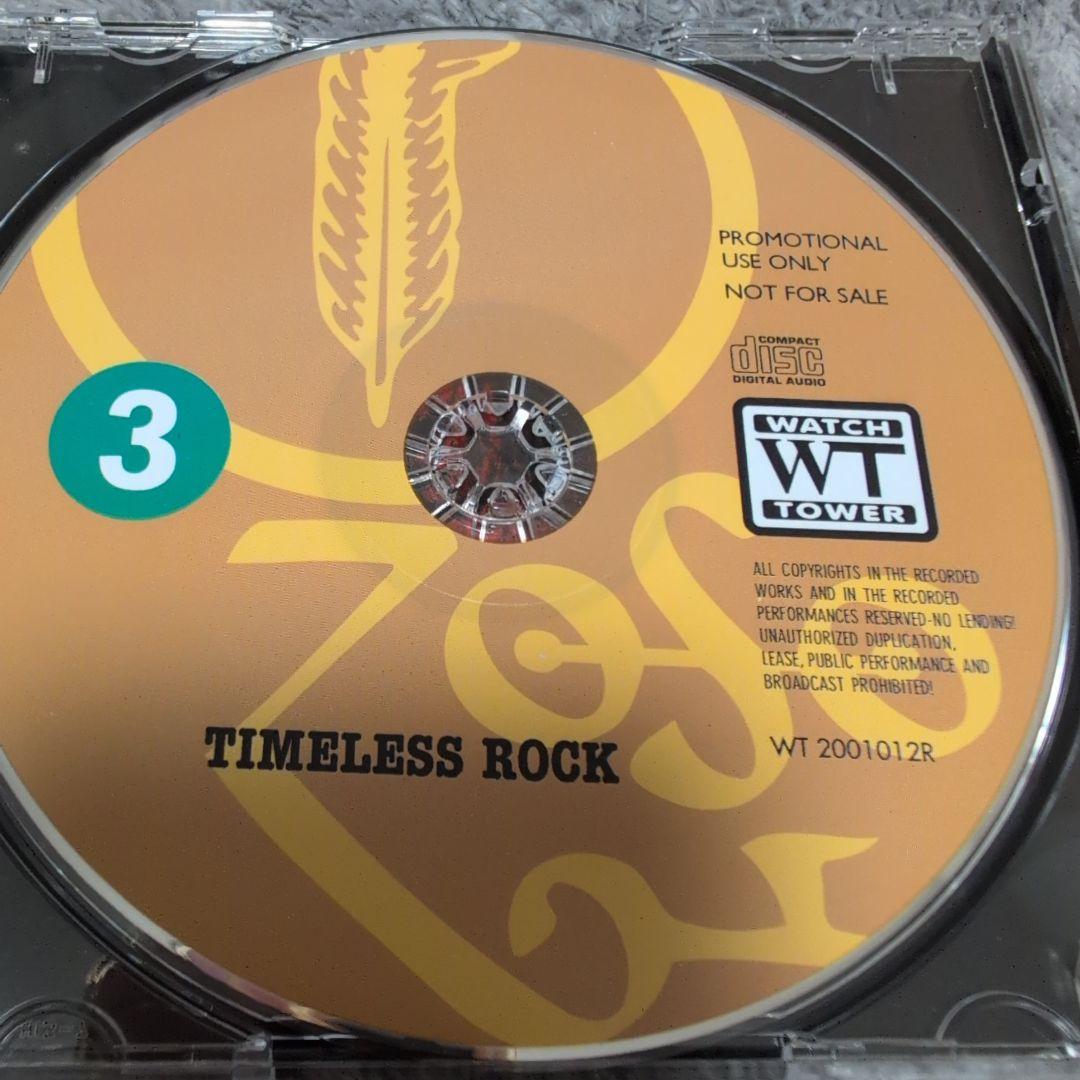 PROMOTIONAL
USE ONLY
NOT FOR SALE
COMPACT
disc
DIGITAL AUDIO
3
WATCH
WT
TOWER
ALL COPYRIGHTS IN THE RECORDED
WORKS AND IN THE RECORDED
PERFORMANCES RESERVED-NO LENDING!
UNAUTHORIZED DUPLICATION,
LEASE, PUBLIC PERFORMANCE AND
BROADCAST PROHIBITED!
TIMELESS ROCK
WT 2001012R